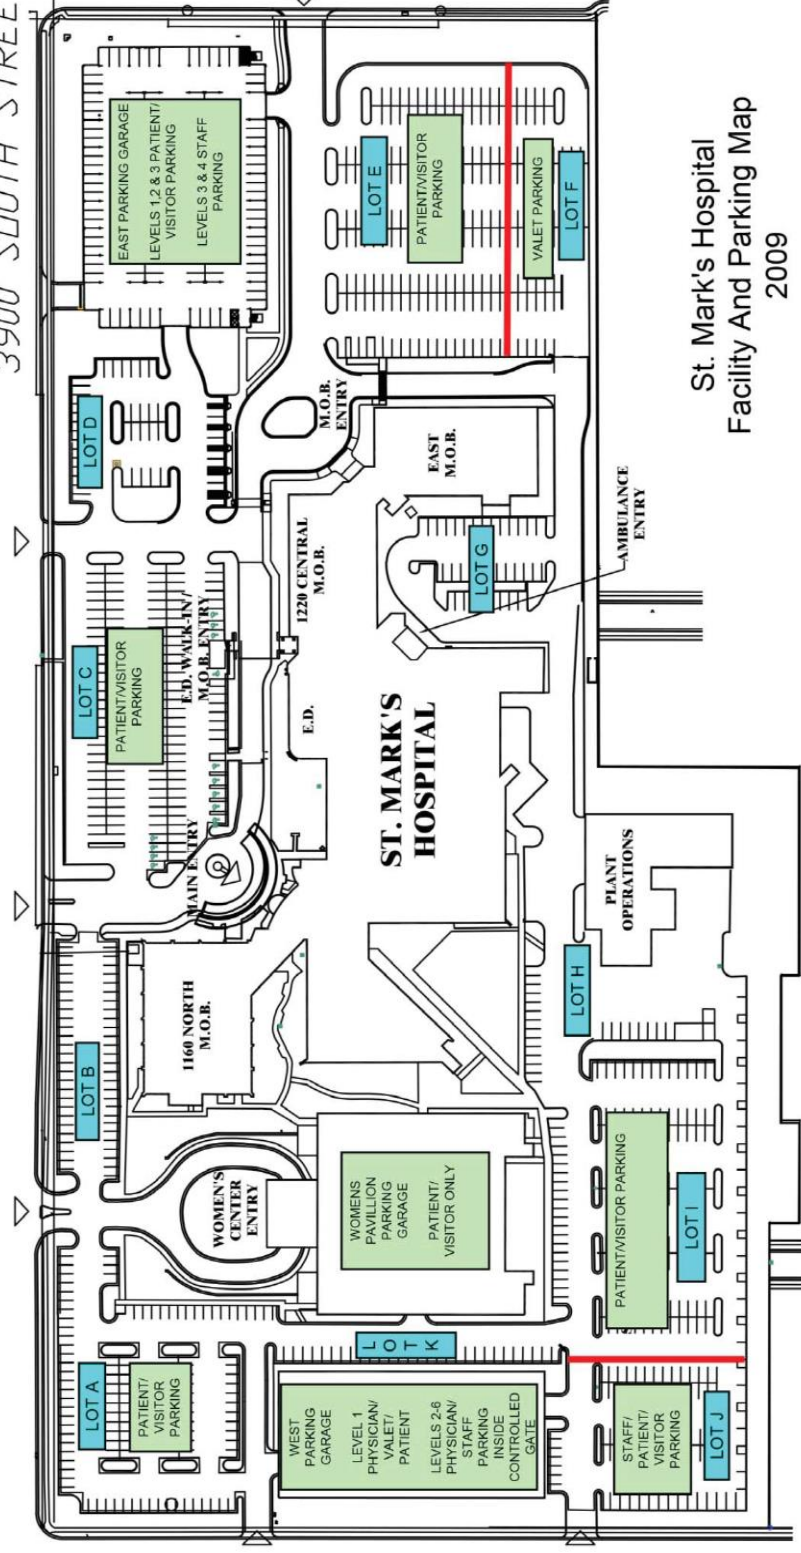 3900 SOUTH STREE
EAST PARKING GARAGE
LEVELS 1,2 & 3 PATIENT/
VISITOR PARKING
LEVELS 3 & 4 STAFF
PARKING
LOT E
PATIENT/VISITOR
PARKING
VALET PARKING
LOT F
St. Mark's Hospital
Facility And Parking Map
2009
LOT D
M.O.B.
ENTRY
EAST
M.O.B.
LOT C
PATIENT/VISITOR
PARKING
E.D. WALK-IN /
M.O.B. ENTRY
1220 CENTRAL
M.O.B.
LOT G
AMBULANCE
ENTRY
E.D.
ST. MARK'S
HOSPITAL
MAIN ENTRY
PLANT
OPERATIONS
LOT B
1160 NORTH
M.O.B.
LOT H
WOMEN'S
CENTER
ENTRY
WOMENS
PAVILLION
PARKING
GARAGE
PATIENT/
VISITOR ONLY
PATIENT/VISITOR PARKING
LOT I
LOT A
PATIENT/
VISITOR
PARKING
LOT K
WEST
PARKING
GARAGE
LEVEL 1
PHYSICIAN/
VALET/
PATIENT
LEVELS 2-6
PHYSICIAN/
STAFF
PARKING
INSIDE
CONTROLLED
GATE
STAFF/
PATIENT/
VISITOR
PARKING
LOT J